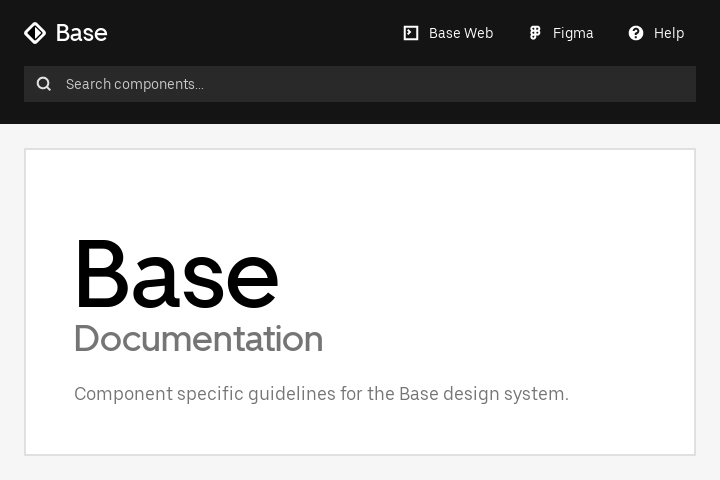 Base
Base Web
Figma
Help
Search components...
Base
Documentation
Component specific guidelines for the Base design system.